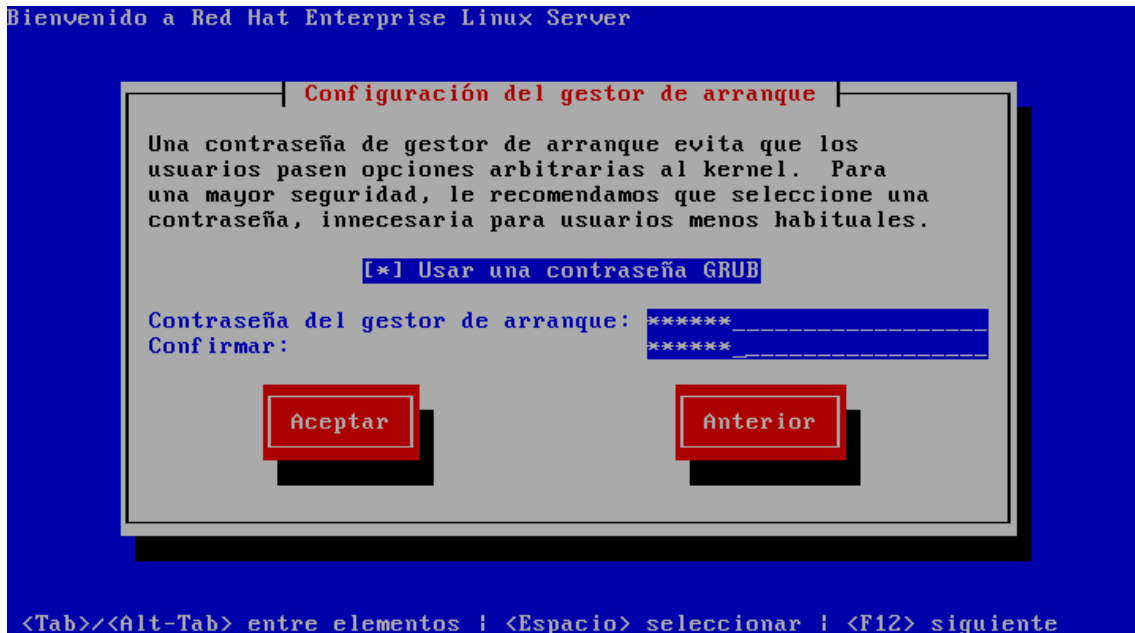 Bienvenido a Red Hat Enterprise Linux Server
Configuración del gestor de arranque
Una contraseña de gestor de arranque evita que los
usuarios pasen opciones arbitrarias al kernel.  Para
una mayor seguridad, le recomendamos que seleccione una
contraseña, innecesaria para usuarios menos habituales.
[*] Usar una contraseña GRUB
Contraseña del gestor de arranque: ******__________________
Confirmar: ******__________________
Aceptar Anterior
<Tab>/<Alt-Tab> entre elementos | <Espacio> seleccionar | <F12> siguiente